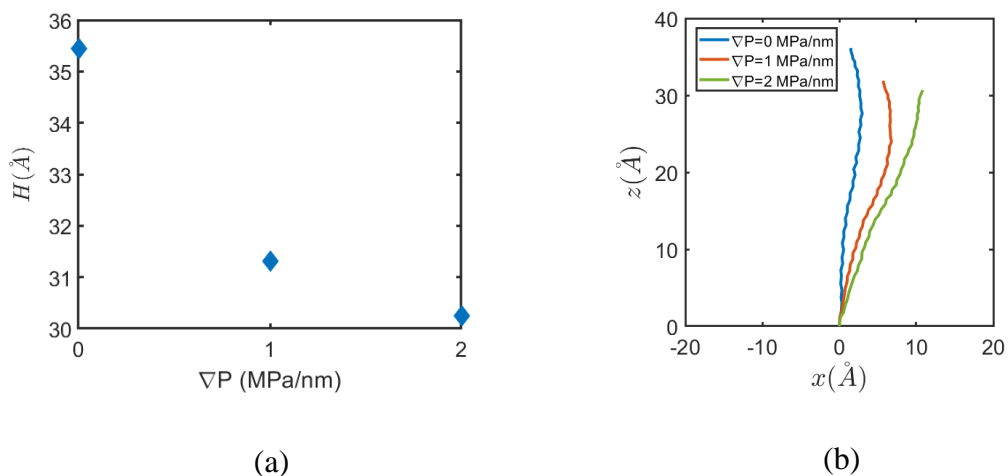 36
35
34
33
32
31
30
H(Å)
0 1 2
∇P (MPa/nm)
(a)
40
30
20
10
0
z(Å)
∇P=0 MPa/nm
∇P=1 MPa/nm
∇P=2 MPa/nm
-20 -10 0 10 20
x(Å)
(b)